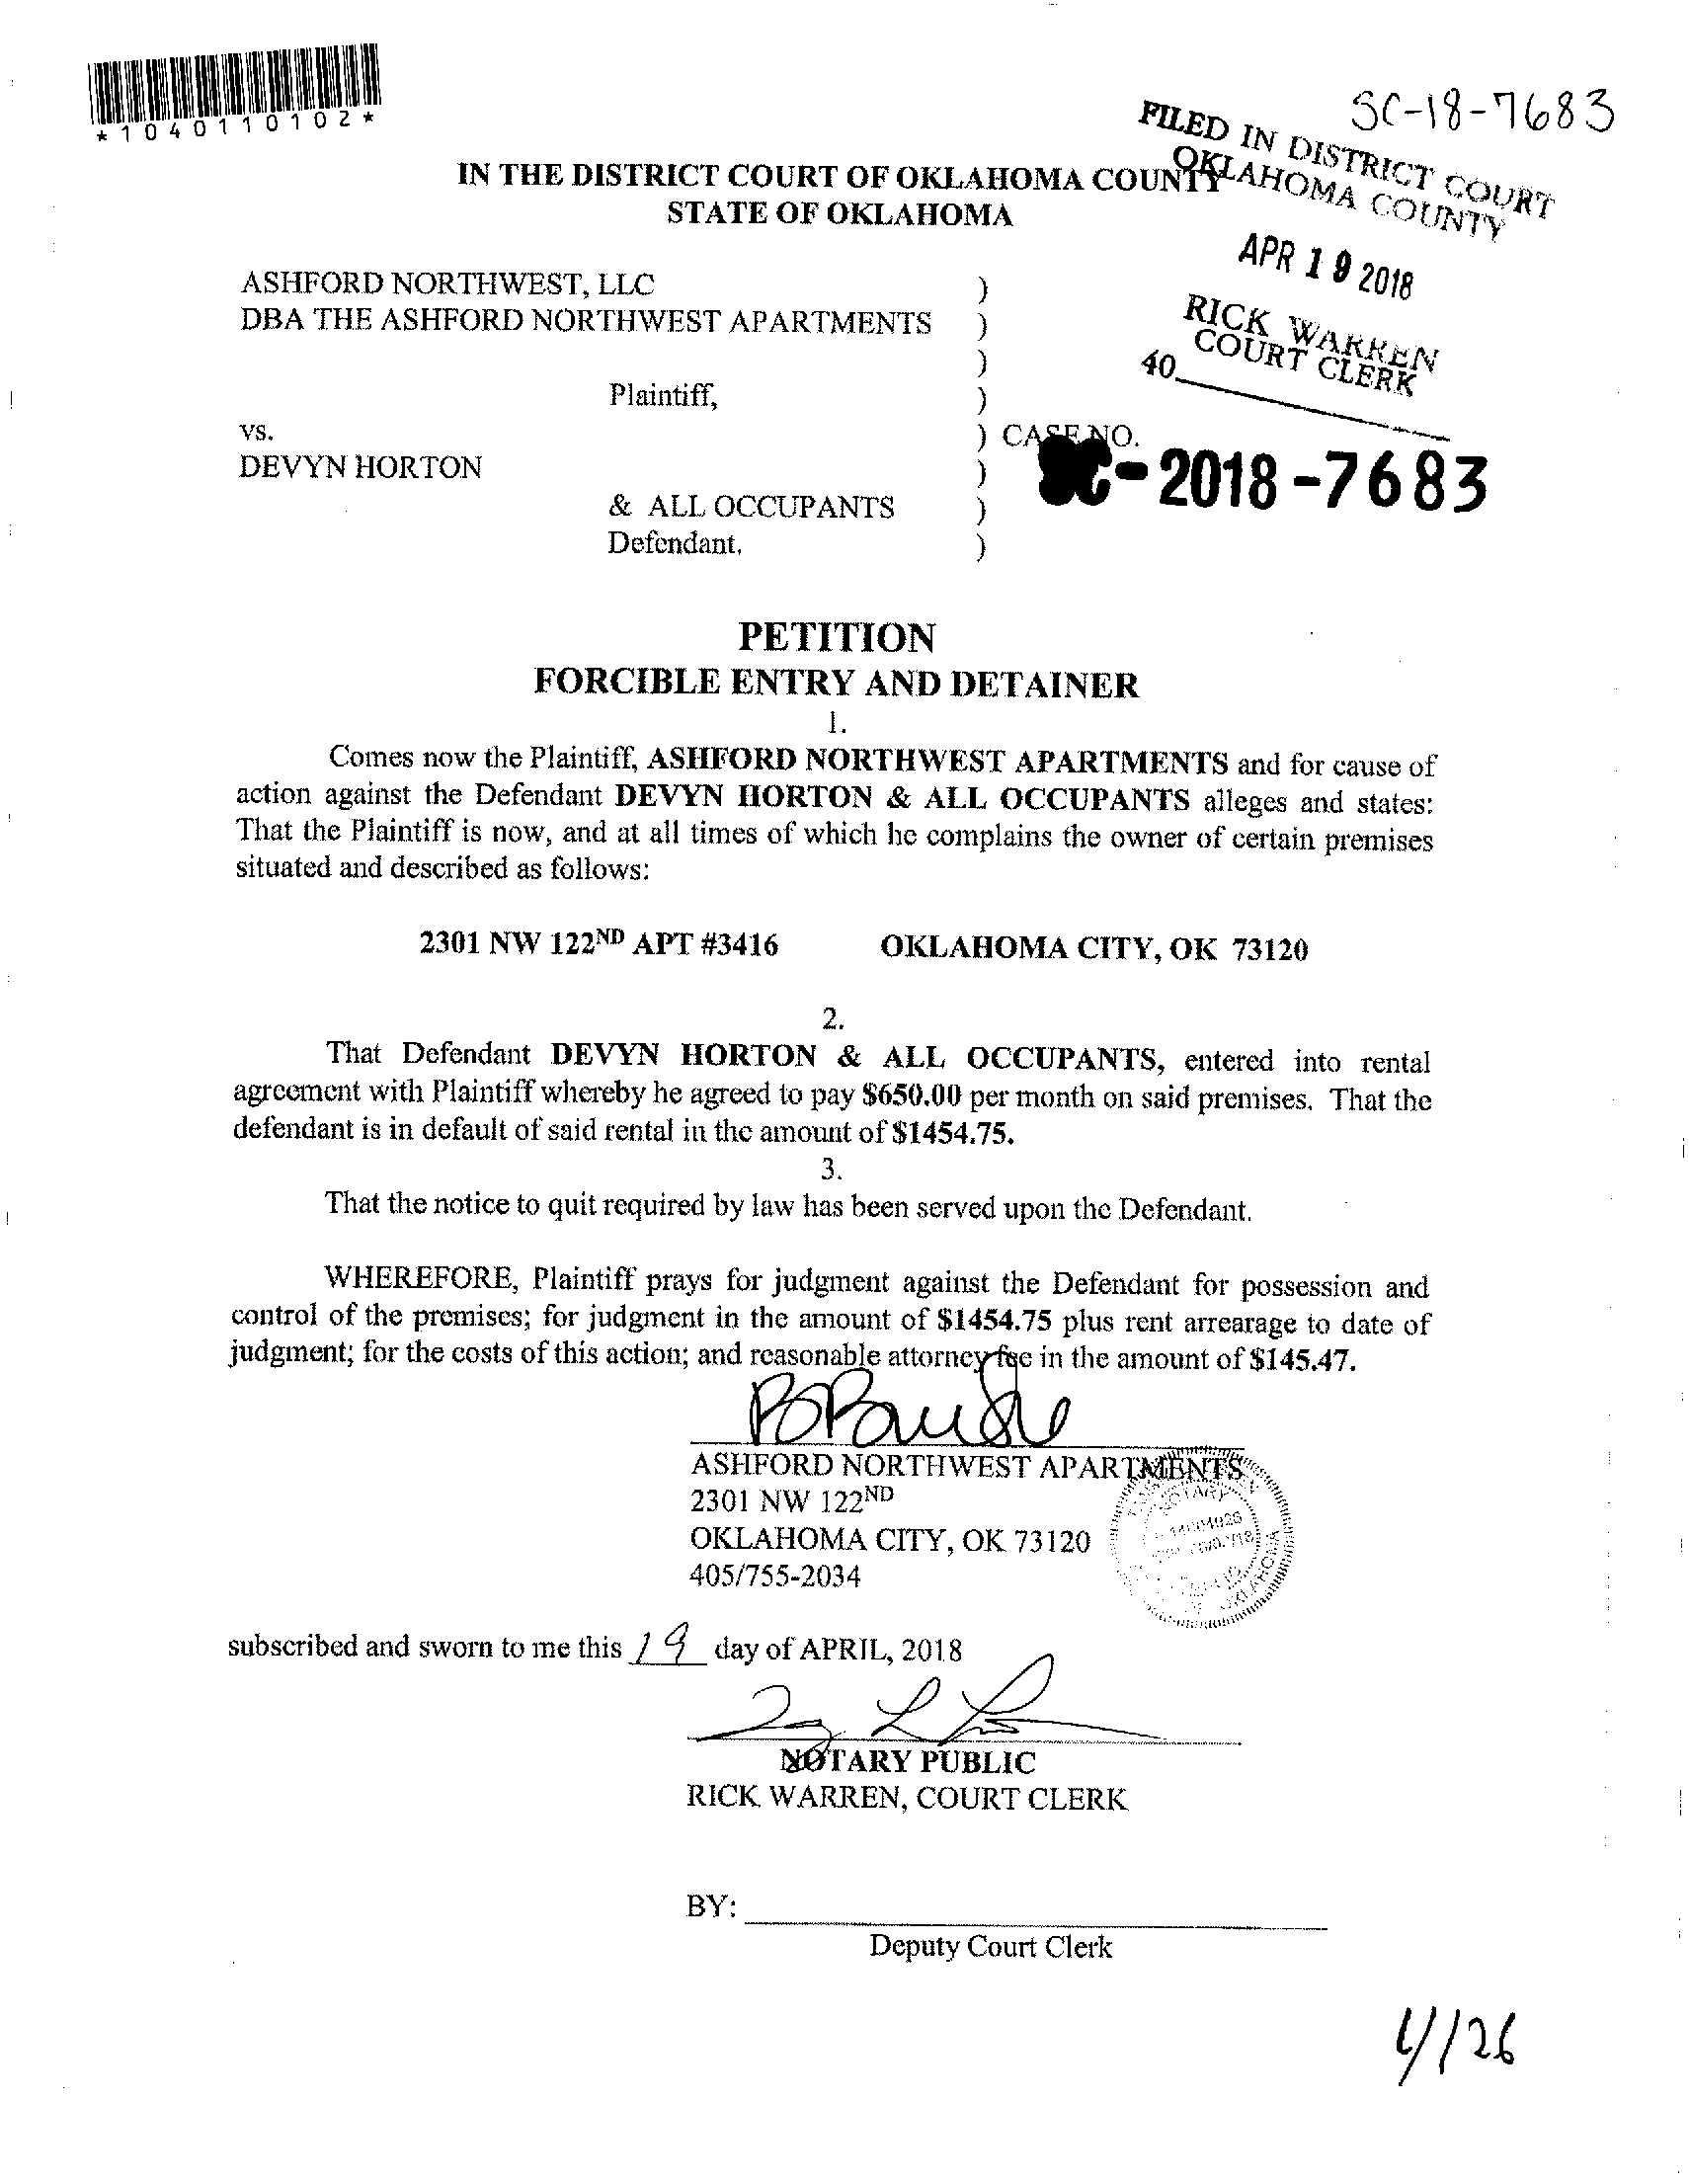 *1040110102*
SC-18-7683
FILED IN DISTRICT COURT
OKLAHOMA COUNTY
IN THE DISTRICT COURT OF OKLAHOMA COUNTY
STATE OF OKLAHOMA
APR 19 2018
RICK WARREN
COURT CLERK
40
ASHFORD NORTHWEST, LLC )
DBA THE ASHFORD NORTHWEST APARTMENTS )
)
Plaintiff, )
vs. ) CASE NO.
DEVYN HORTON ) SC-2018-7683
& ALL OCCUPANTS )
Defendant, )
PETITION
FORCIBLE ENTRY AND DETAINER
1.
Comes now the Plaintiff, ASHFORD NORTHWEST APARTMENTS and for cause of
action against the Defendant DEVYN HORTON & ALL OCCUPANTS alleges and states:
That the Plaintiff is now, and at all times of which he complains the owner of certain premises
situated and described as follows:
2301 NW 122ND APT #3416 OKLAHOMA CITY, OK 73120
2.
That Defendant DEVYN HORTON & ALL OCCUPANTS, entered into rental
agreement with Plaintiff whereby he agreed to pay $650.00 per month on said premises. That the
defendant is in default of said rental in the amount of $1454.75.
3.
That the notice to quit required by law has been served upon the Defendant.
WHEREFORE, Plaintiff prays for judgment against the Defendant for possession and
control of the premises; for judgment in the amount of $1454.75 plus rent arrearage to date of
judgment; for the costs of this action; and reasonable attorney fee in the amount of $145.47.
ASHFORD NORTHWEST APARTMENTS
2301 NW 122ND
OKLAHOMA CITY, OK 73120
405/755-2034
NOTARY
OKLAHOMA
subscribed and sworn to me this 19 day of APRIL, 2018
NOTARY PUBLIC
RICK WARREN, COURT CLERK
BY:
Deputy Court Clerk
4/26